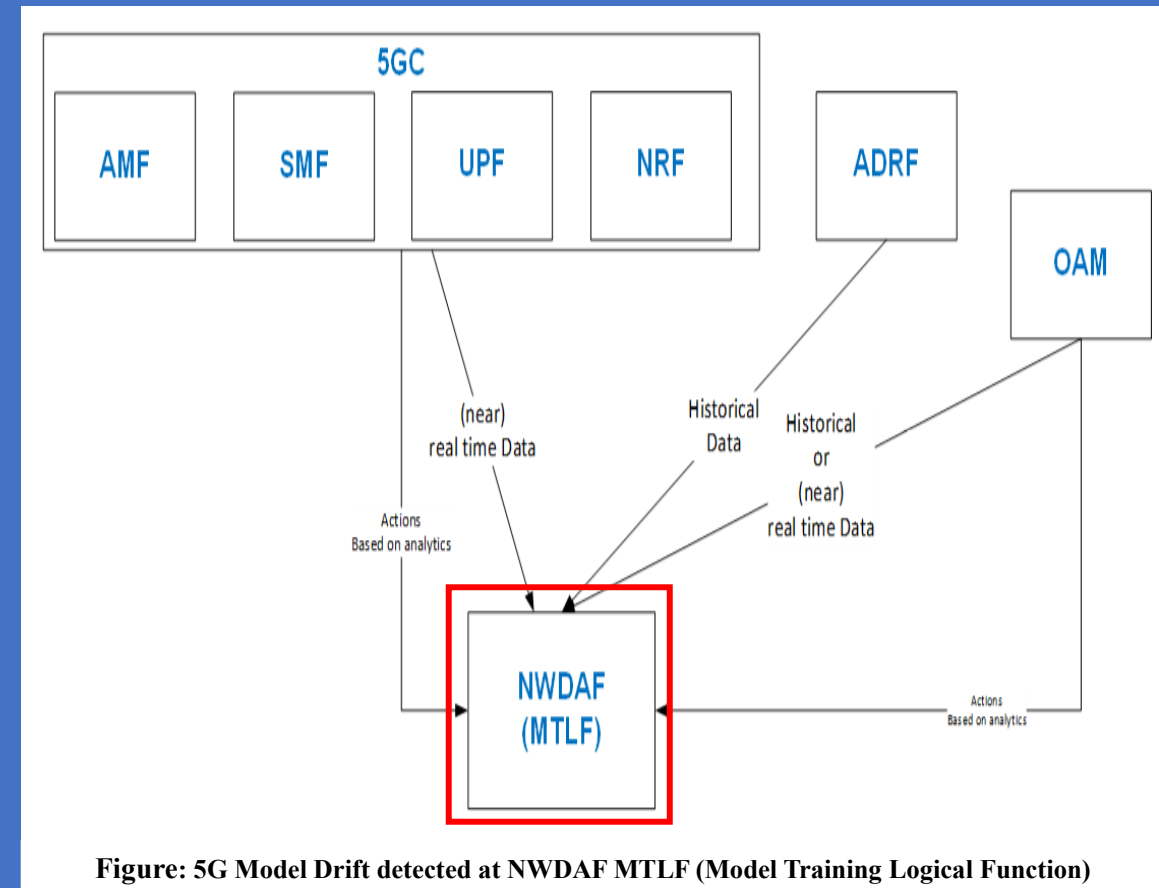 5GC
AMF
SMF
UPF
NRF
ADRF
OAM
(near)
real time Data
Historical
Data
Historical
or
(near)
real time Data
Actions
Based on analytics
NWDAF
(MTLF)
Actions
Based on analytics
Figure: 5G Model Drift detected at NWDAF MTLF (Model Training Logical Function)